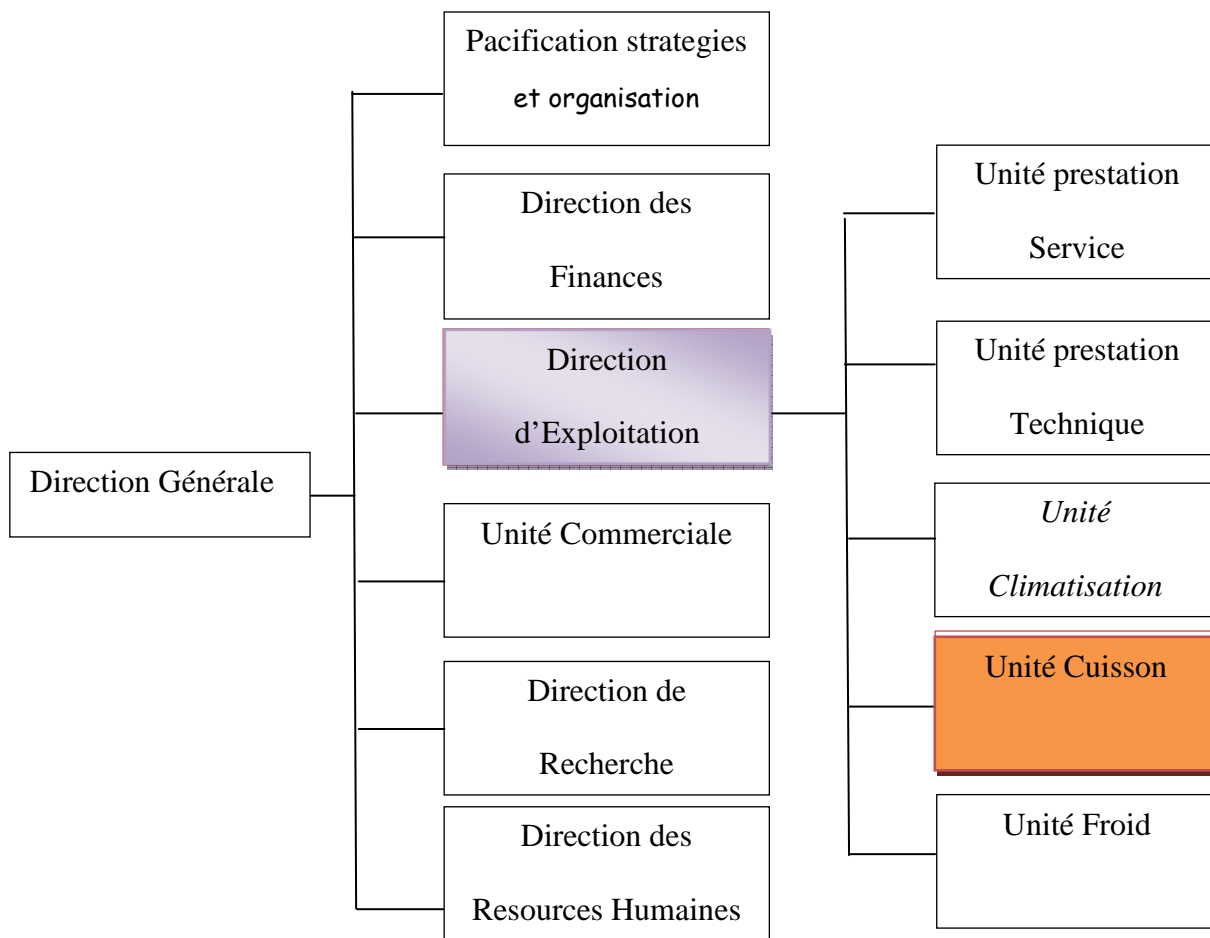 Pacification strategies
et organisation
Direction des
Finances
Direction
d’Exploitation
Direction Générale
Unité Commerciale
Direction de
Recherche
Direction des
Resources Humaines
Unité prestation
Service
Unité prestation
Technique
Unité
Climatisation
Unité Cuisson
Unité Froid